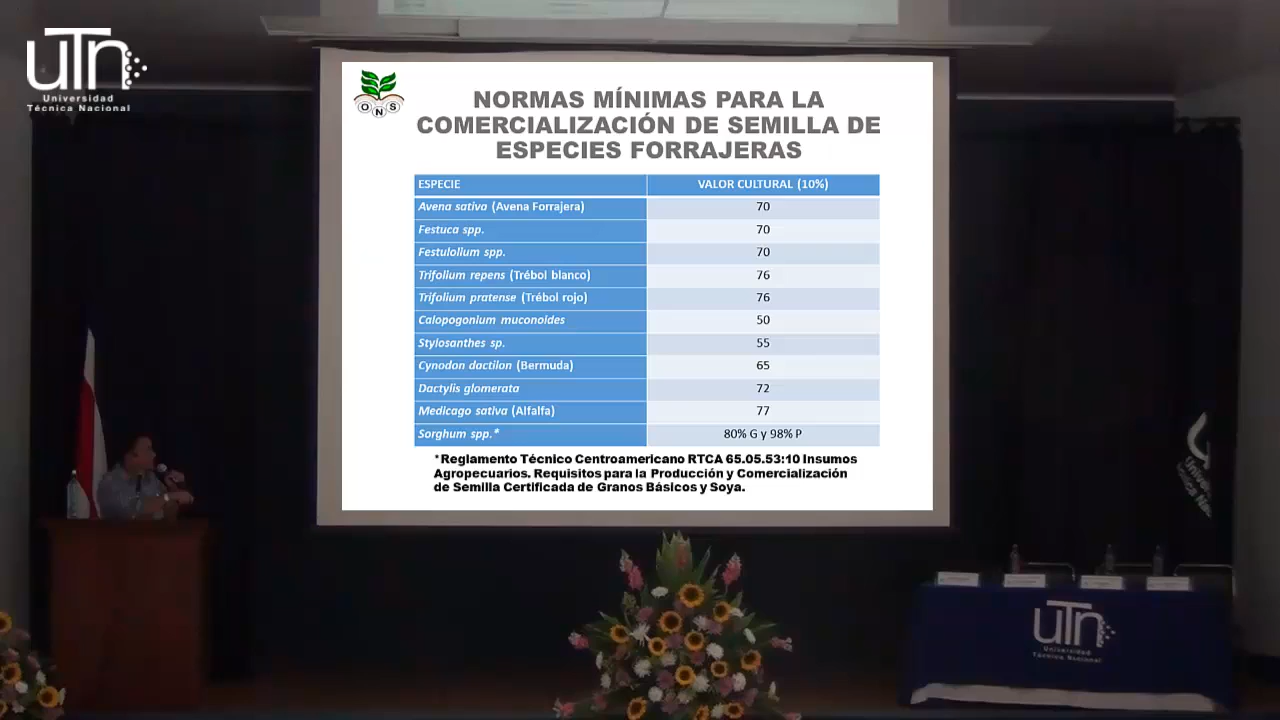 uTn
Universidad
Técnica Nacional
ONS
NORMAS MÍNIMAS PARA LA
COMERCIALIZACIÓN DE SEMILLA DE
ESPECIES FORRAJERAS
ESPECIE VALOR CULTURAL (10%)
Avena sativa (Avena Forrajera) 70
Festuca spp. 70
Festulolium spp. 70
Trifolium repens (Trébol blanco) 76
Trifolium pratense (Trébol rojo) 76
Calopogonium muconoides 50
Stylosanthes sp. 55
Cynodon dactilon (Bermuda) 65
Dactylis glomerata 72
Medicago sativa (Alfalfa) 77
Sorghum spp.* 80% G y 98% P
*Reglamento Técnico Centroamericano RTCA 65.05.53:10 Insumos
Agropecuarios. Requisitos para la Producción y Comercialización
de Semilla Certificada de Granos Básicos y Soya.
uTn
Universidad
Técnica Nacional